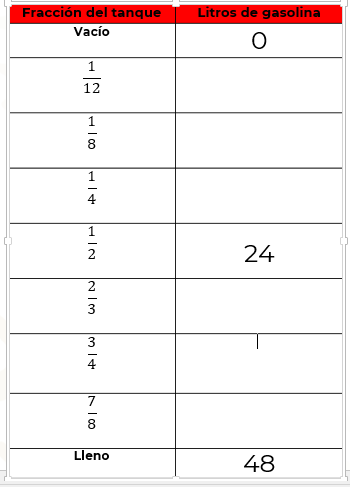 Fracción del tanque Litros de gasolina
Vacío 0
1/12
1/8
1/4
1/2 24
2/3
3/4
7/8
Lleno 48